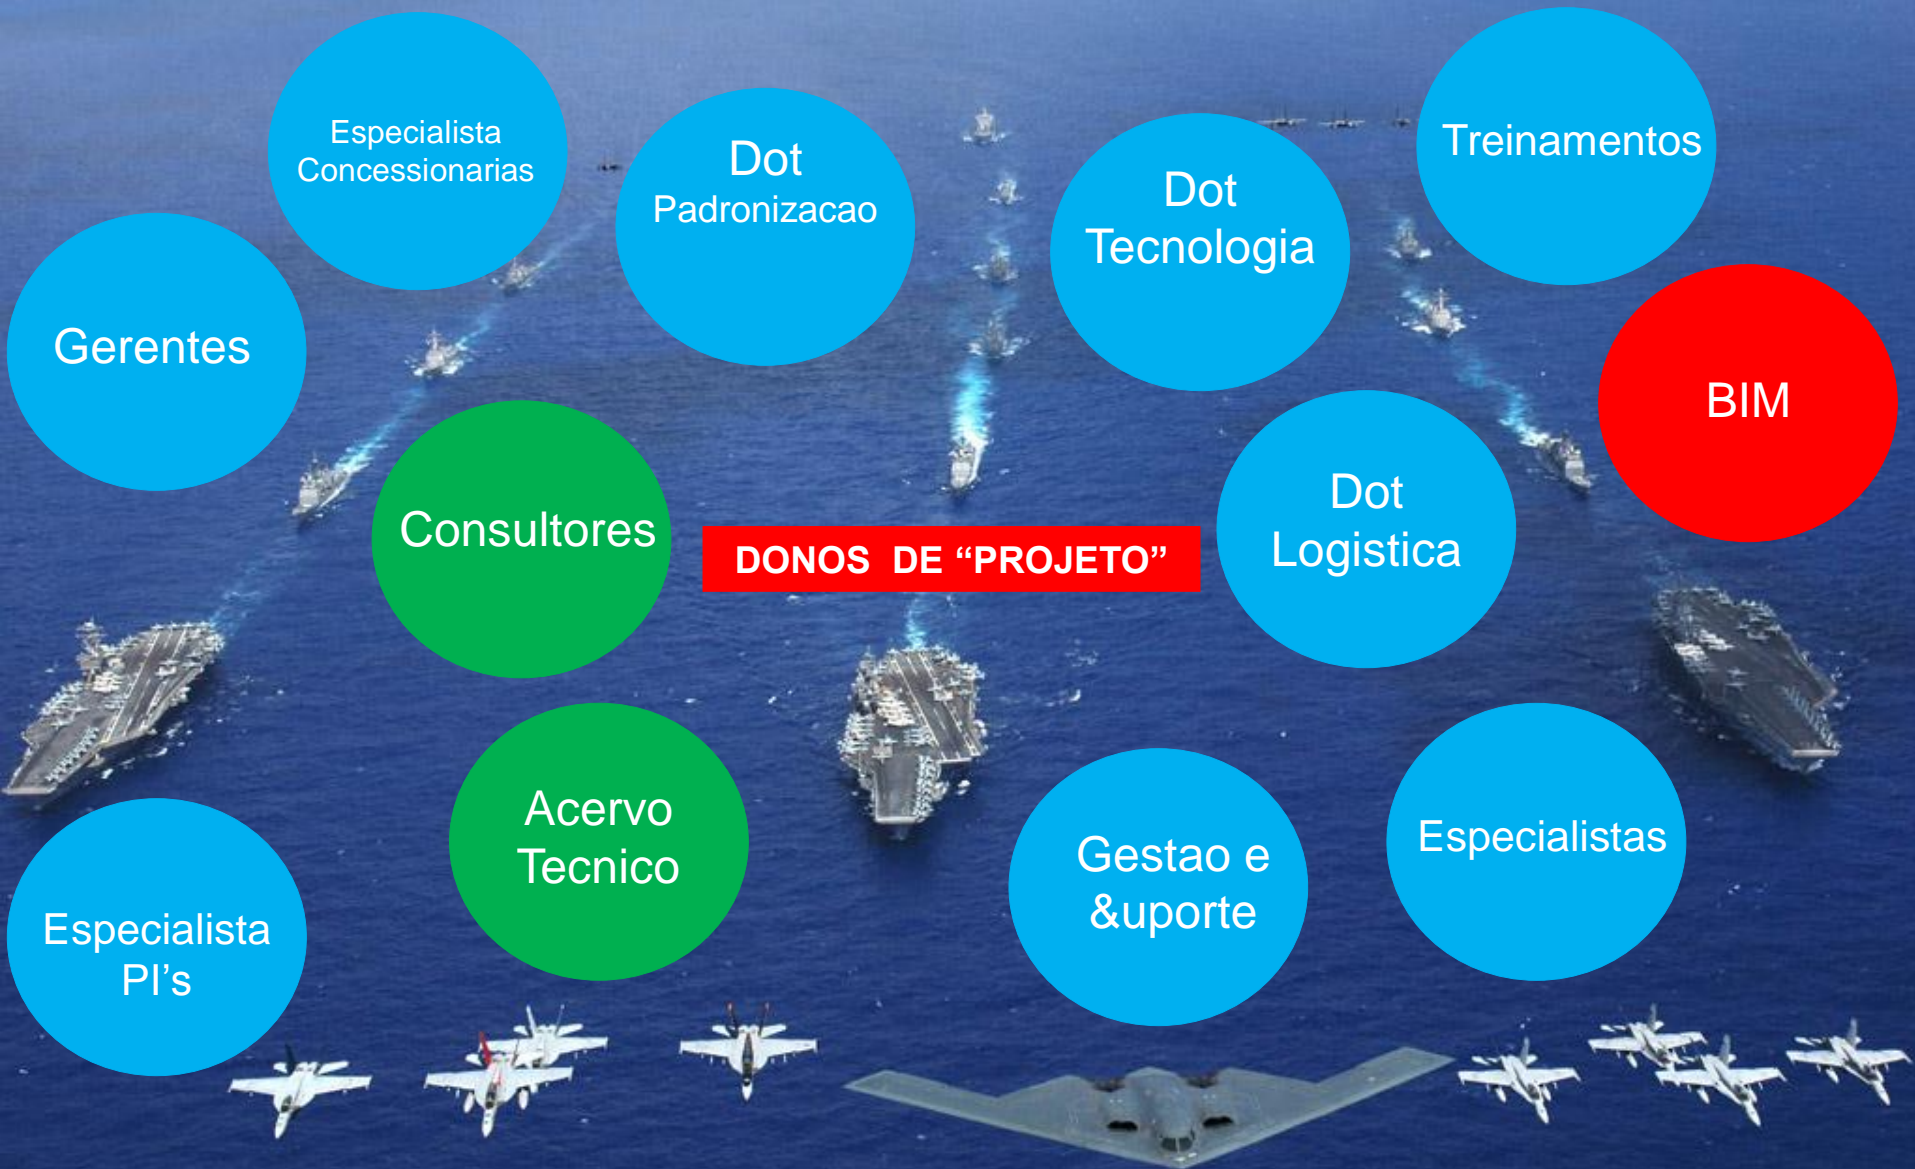 Especialista
Concessionarias
Dot
Padronizacao
Dot
Tecnologia
Treinamentos
Gerentes
BIM
Consultores
DONOS  DE “PROJETO”
Dot
Logistica
Acervo
Tecnico
Gestao e
&uporte
Especialistas
Especialista
PI’s